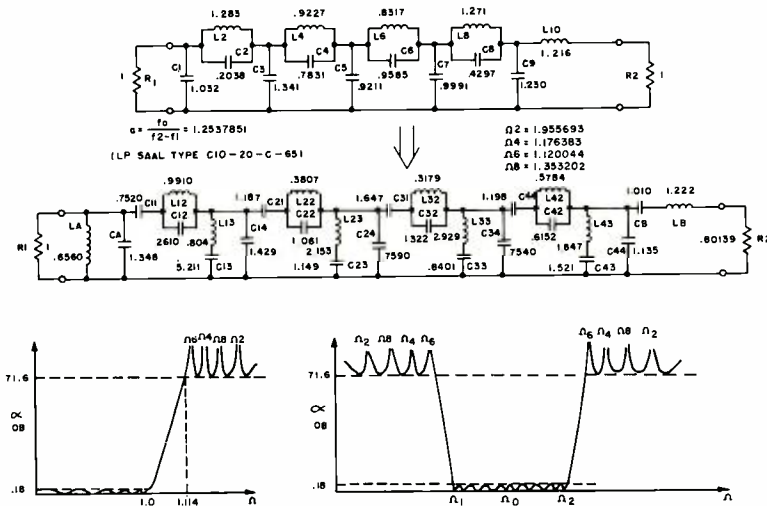 1.283 .9227 .8317 1.271
L2 L4 L6 L8 L10
C2 C4 C6 C8 1.216
C1 .2038 C3 .7831 C5 .9585 C7 .4297 C9
1 R1 1.032 1.341 .9211 .9991 1.230 R2 1
a = fo / f2-f1 = 1.2537851
(LP SAAL TYPE C10-20-C-65)
Ω2 = 1.955693
Ω4 = 1.176383
Ω6 = 1.120044
Ω8 = 1.353202
.9910 .3807 .3179 .5784
.7520 C11 L12 1.187 C21 L22 1.647 C31 L32 1.198 C44 L42 1.010 1.222
LA C12 L13 C14 C22 L23 C24 C32 L33 C34 C42 L43 CB LB
R1 1 .6560 CA 1.348 .2610 .804 1.429 1.061 2.153 .7590 1.322 2.929 .7540 .6152 1.847 C44 1.135 .80139 R2
5.211 C13 1.149 C23 .8401 C33 1.521 C43
Ω6 Ω4 Ω8 Ω2
71.6
∝
DB
.18
1.0 1.114 Ω
Ω2 Ω8 Ω4 Ω6 Ω6 Ω4 Ω8 Ω2
71.6
∝
DB
.18
Ω1 Ω0 Ω2 Ω